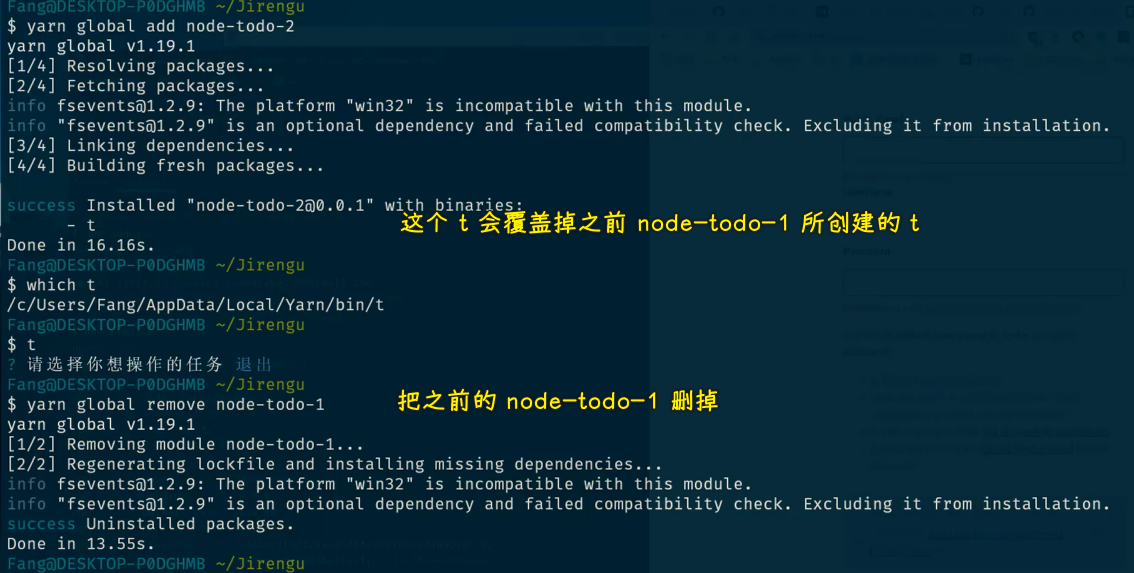 Fang@DESKTOP-P0DGHMB ~/Jirengu
$ yarn global add node-todo-2
yarn global v1.19.1
[1/4] Resolving packages...
[2/4] Fetching packages...
info fsevents@1.2.9: The platform "win32" is incompatible with this module.
info "fsevents@1.2.9" is an optional dependency and failed compatibility check. Excluding it from installation.
[3/4] Linking dependencies...
[4/4] Building fresh packages...
success Installed "node-todo-2@0.0.1" with binaries:
- t
这个 t 会覆盖掉之前 node-todo-1 所创建的 t
Done in 16.16s.
Fang@DESKTOP-P0DGHMB ~/Jirengu
$ which t
/c/Users/Fang/AppData/Local/Yarn/bin/t
Fang@DESKTOP-P0DGHMB ~/Jirengu
$ t
? 请选择你想操作的任务 退出
Fang@DESKTOP-P0DGHMB ~/Jirengu
$ yarn global remove node-todo-1
把之前的 node-todo-1 删掉
yarn global v1.19.1
[1/2] Removing module node-todo-1...
[2/2] Regenerating lockfile and installing missing dependencies...
info fsevents@1.2.9: The platform "win32" is incompatible with this module.
info "fsevents@1.2.9" is an optional dependency and failed compatibility check. Excluding it from installation.
success Uninstalled packages.
Done in 13.55s.
Fang@DESKTOP-P0DGHMB ~/Jirengu